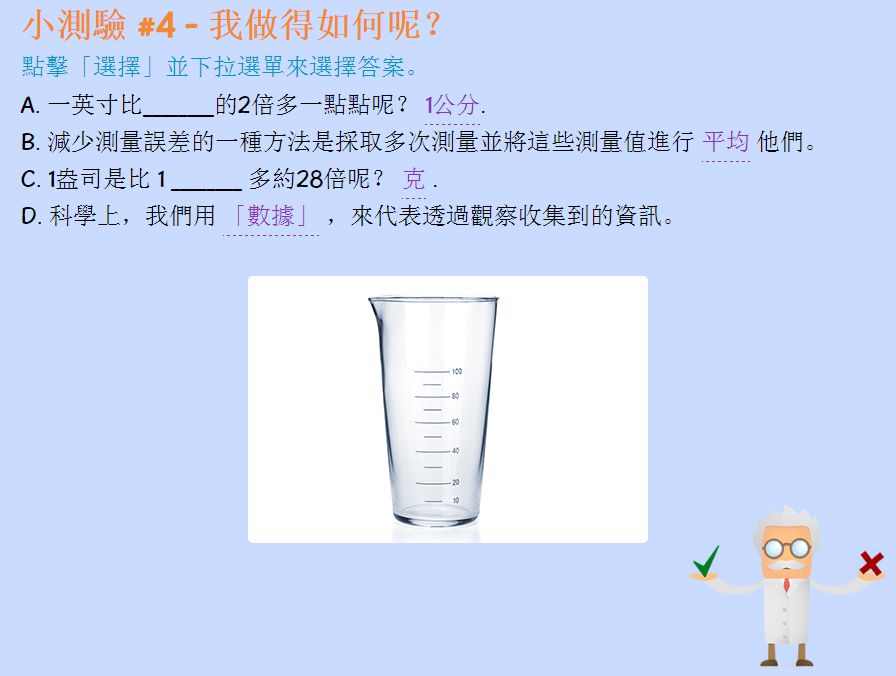 小測驗 #4 - 我做得如何呢？
點擊「選擇」並下拉選單來選擇答案。
A. 一英寸比______的2倍多一點點呢？ 1公分.
B. 減少測量誤差的一種方法是採取多次測量並將這些測量值進行 平均 他們。
C. 1盎司是比 1 ______ 多約28倍呢？ 克 .
D. 科學上，我們用 「數據」 ，來代表透過觀察收集到的資訊。
100
80
60
40
20
10